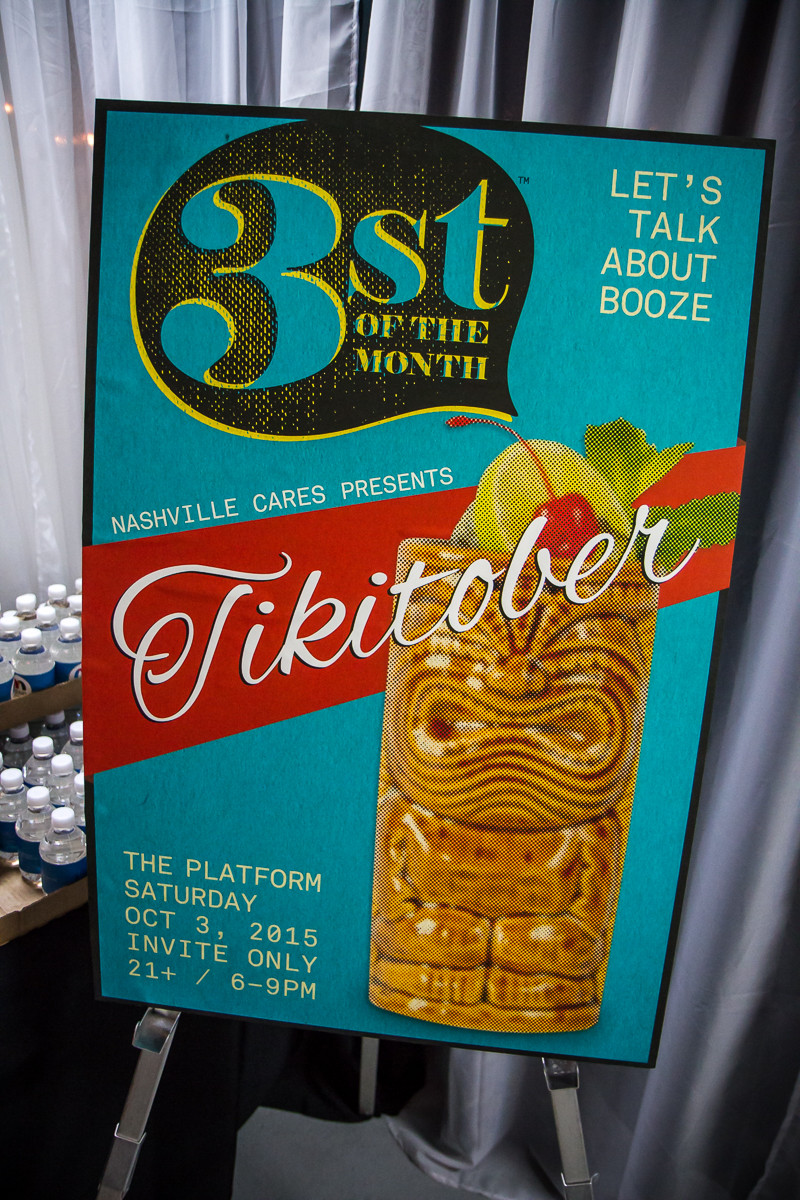 3st
OF THE
MONTH
™
LET'S
TALK
ABOUT
BOOZE
NASHVILLE CARES PRESENTS
Tikitober
THE PLATFORM
SATURDAY
OCT 3, 2015
INVITE ONLY
21+ / 6–9PM